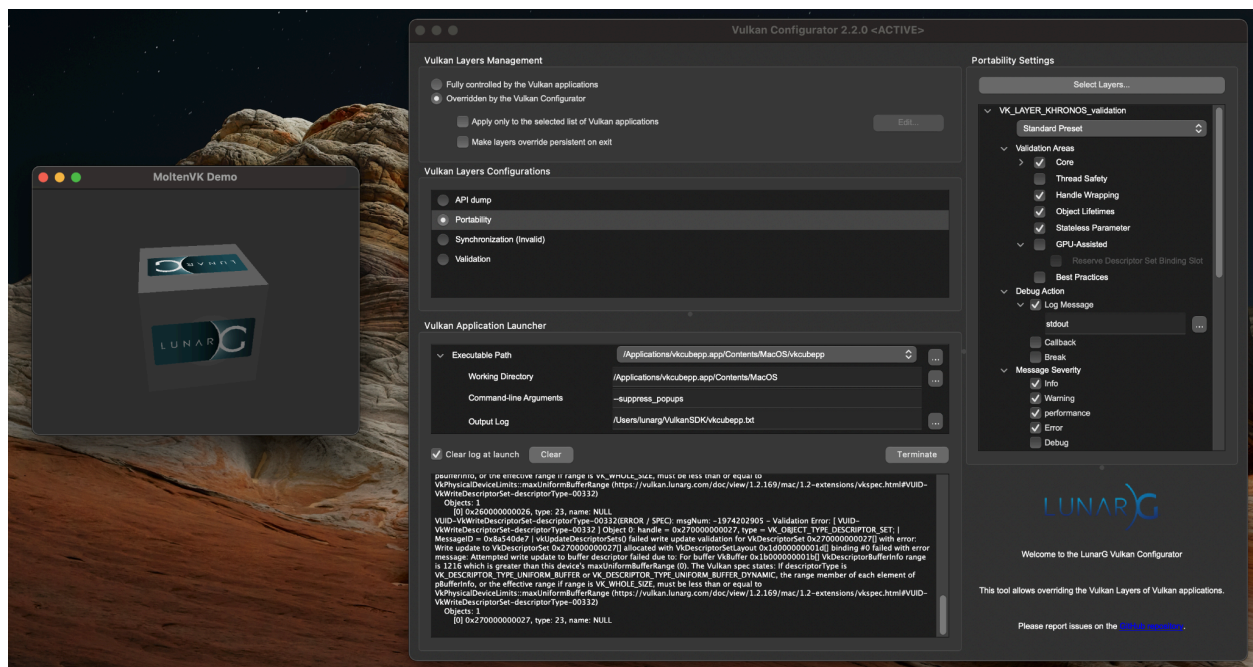 Vulkan Configurator 2.2.0 <ACTIVE>
Vulkan Layers Management
Fully controlled by the Vulkan applications
Overridden by the Vulkan Configurator
Apply only to the selected list of Vulkan applications
Edit...
Make layers override persistent on exit
Vulkan Layers Configurations
API dump
Portability
Synchronization (Invalid)
Validation
Vulkan Application Launcher
Executable Path
/Applications/vkcubepp.app/Contents/MacOS/vkcubepp
...
Working Directory
/Applications/vkcubepp.app/Contents/MacOS
...
Command-line Arguments
--suppress_popups
Output Log
/Users/lunarg/VulkanSDK/vkcubepp.txt
...
Clear log at launch
Clear
Terminate
pBufferInfo, or the effective range if range is VK_WHOLE_SIZE, must be less than or equal to
VkPhysicalDeviceLimits::maxUniformBufferRange (https://vulkan.lunarg.com/doc/view/1.2.169/mac/1.2-extensions/vkspec.html#VUID-
VkWriteDescriptorSet-descriptorType-00332)
Objects: 1
[0] 0x260000000026, type: 23, name: NULL
VUID-VkWriteDescriptorSet-descriptorType-00332(ERROR / SPEC): msgNum: -1974202905 - Validation Error: [ VUID-
VkWriteDescriptorSet-descriptorType-00332 ] Object 0: handle = 0x270000000027, type = VK_OBJECT_TYPE_DESCRIPTOR_SET; |
MessageID = 0x8a540de7 | vkUpdateDescriptorSets() failed write update validation for VkDescriptorSet 0x270000000027[] with error:
Write update to VkDescriptorSet 0x270000000027[] allocated with VkDescriptorSetLayout 0x1d000000001d[] binding #0 failed with error
message: Attempted write update to buffer descriptor failed due to: For buffer VkBuffer 0x1b000000001b[] VkDescriptorBufferInfo range
is 1216 which is greater than this device's maxUniformBufferRange (0). The Vulkan spec states: If descriptorType is
VK_DESCRIPTOR_TYPE_UNIFORM_BUFFER or VK_DESCRIPTOR_TYPE_UNIFORM_BUFFER_DYNAMIC, the range member of each element of
pBufferInfo, or the effective range if range is VK_WHOLE_SIZE, must be less than or equal to
VkPhysicalDeviceLimits::maxUniformBufferRange (https://vulkan.lunarg.com/doc/view/1.2.169/mac/1.2-extensions/vkspec.html#VUID-
VkWriteDescriptorSet-descriptorType-00332)
Objects: 1
[0] 0x270000000027, type: 23, name: NULL
Portability Settings
Select Layers...
VK_LAYER_KHRONOS_validation
Standard Preset
Validation Areas
Core
Thread Safety
Handle Wrapping
Object Lifetimes
Stateless Parameter
GPU-Assisted
Reserve Descriptor Set Binding Slot
Best Practices
Debug Action
Log Message
stdout
...
Callback
Break
Message Severity
Info
Warning
performance
Error
Debug
LUNARG
Welcome to the LunarG Vulkan Configurator
This tool allows overriding the Vulkan Layers of Vulkan applications.
Please report issues on the GitHub repository.
MoltenVK Demo
LUNARG
LUNARG